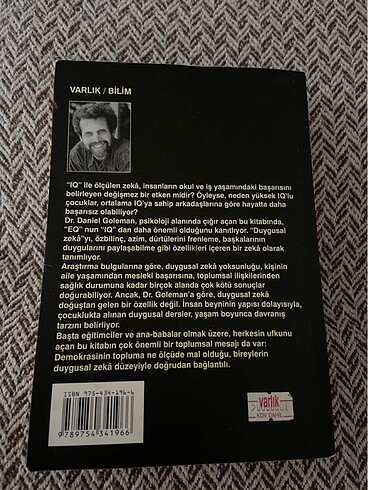 VARLIK / BİLİM
"IQ" ile ölçülen zekâ, insanların okul ve iş yaşamındaki başarısını
belirleyen değişmez bir etken midir? Öyleyse, neden yüksek IQ'lu
çocuklar, ortalama IQ'ya sahip arkadaşlarına göre hayatta daha
başarısız olabiliyor?
Dr. Daniel Goleman, psikoloji alanında çığır açan bu kitabında,
"EQ" nun "IQ" dan daha önemli olduğunu kanıtlıyor. "Duygusal
zekâ"yı, özbilinç, azim, dürtülerini frenleme, başkalarının
duygularını paylaşabilme gibi özellikleri içeren bir zekâ olarak
tanımlıyor.
Araştırma bulgularına göre, duygusal zekâ yoksunluğu, kişinin
aile yaşamından mesleki başarısına, toplumsal ilişkilerinden
sağlık durumuna kadar birçok alanda çok kötü sonuçlar
doğurabiliyor. Ancak, Dr. Goleman'a göre, duygusal zekâ
doğuştan gelen bir özellik değil. İnsan beyninin yapısı dolayısıyla,
çocuklukta alınan duygusal dersler, yaşam boyunca davranış
tarzını belirliyor.
Başta eğitimciler ve ana-babalar olmak üzere, herkesin ufkunu
açan bu kitabın çok önemli bir toplumsal mesajı da var:
Demokrasinin topluma ne ölçüde mal olduğu, bireylerin
duygusal zekâ düzeyiyle doğrudan bağlantılı.
ISBN 975-434-196-6
9789754341966
varlık
KDV DAHİL